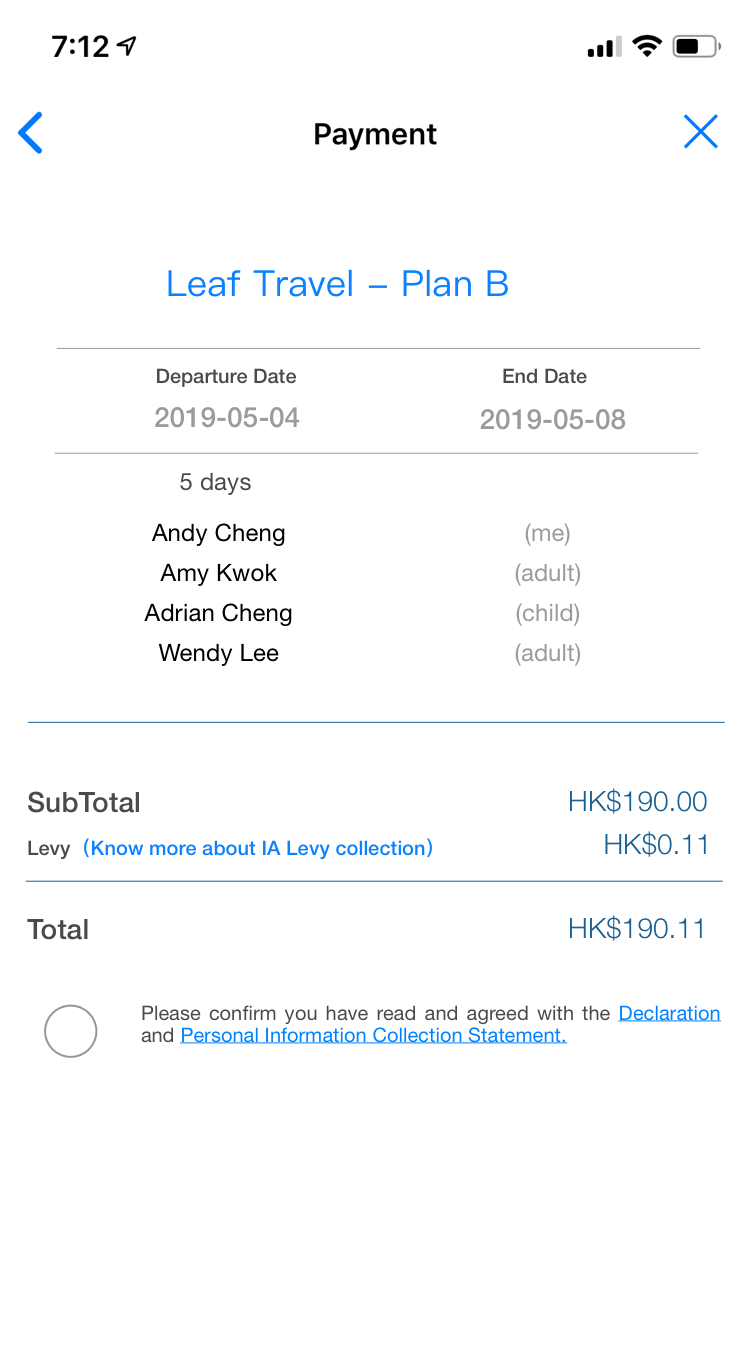 7:12
Payment
Leaf Travel – Plan B
Departure Date End Date
2019-05-04 2019-05-08
5 days
Andy Cheng (me)
Amy Kwok (adult)
Adrian Cheng (child)
Wendy Lee (adult)
SubTotal HK$190.00
Levy (Know more about IA Levy collection) HK$0.11
Total HK$190.11
Please confirm you have read and agreed with the Declaration
and Personal Information Collection Statement.